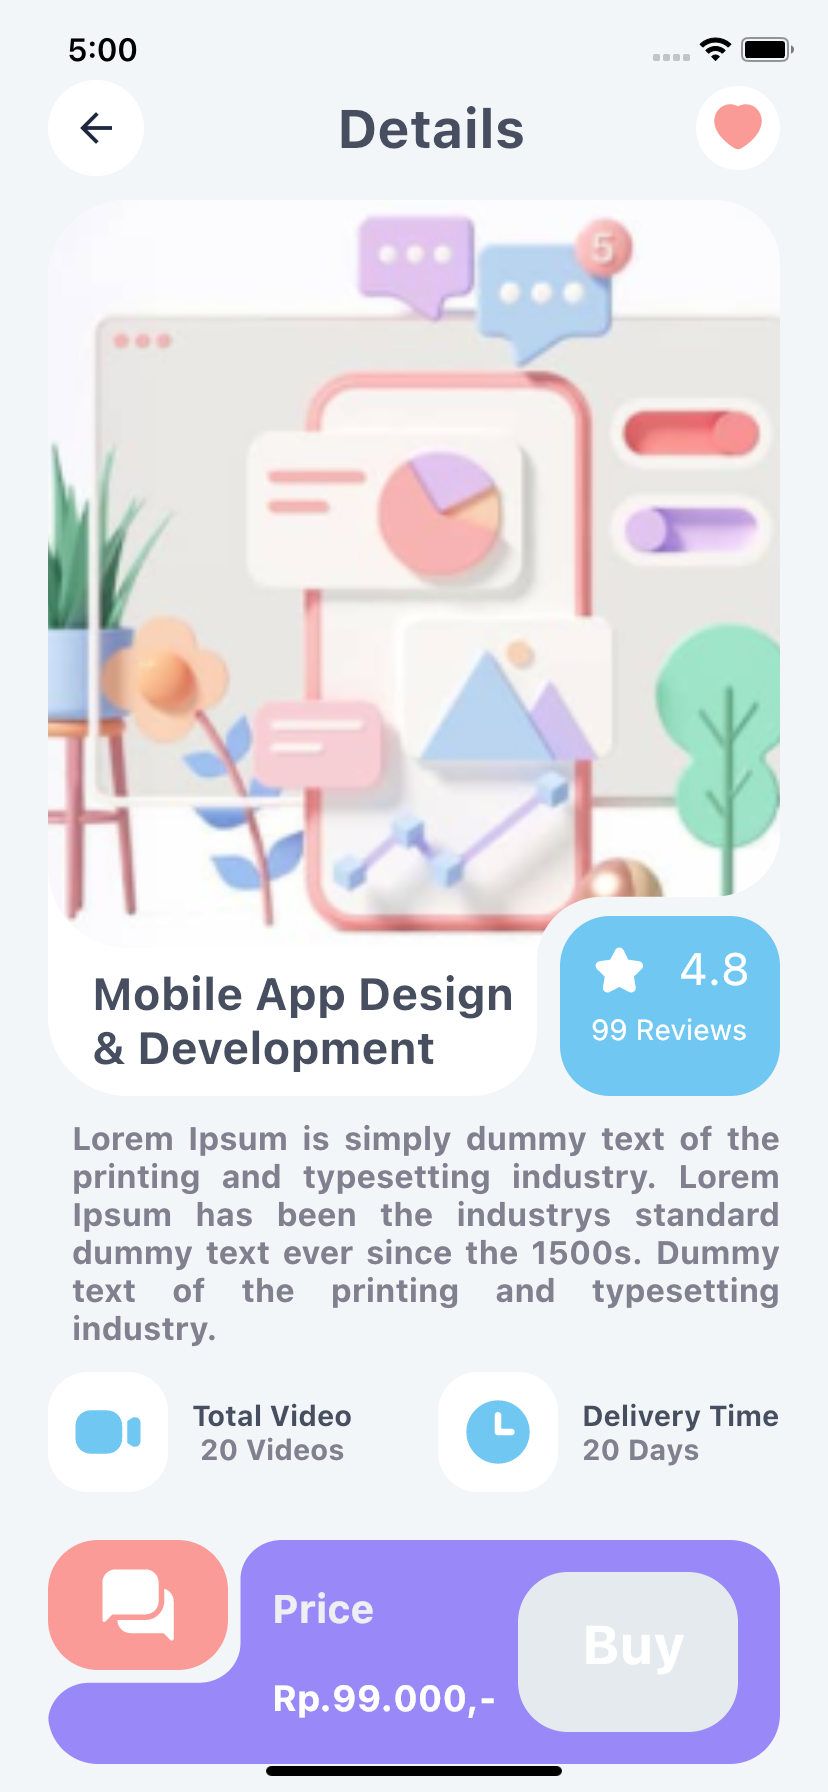 5:00
Details
5
Mobile App Design
& Development
4.8
99 Reviews
Lorem Ipsum is simply dummy text of the
printing and typesetting industry. Lorem
Ipsum has been the industrys standard
dummy text ever since the 1500s. Dummy
text of the printing and typesetting
industry.
Total Video
20 Videos
Delivery Time
20 Days
Price
Rp.99.000,-
Buy